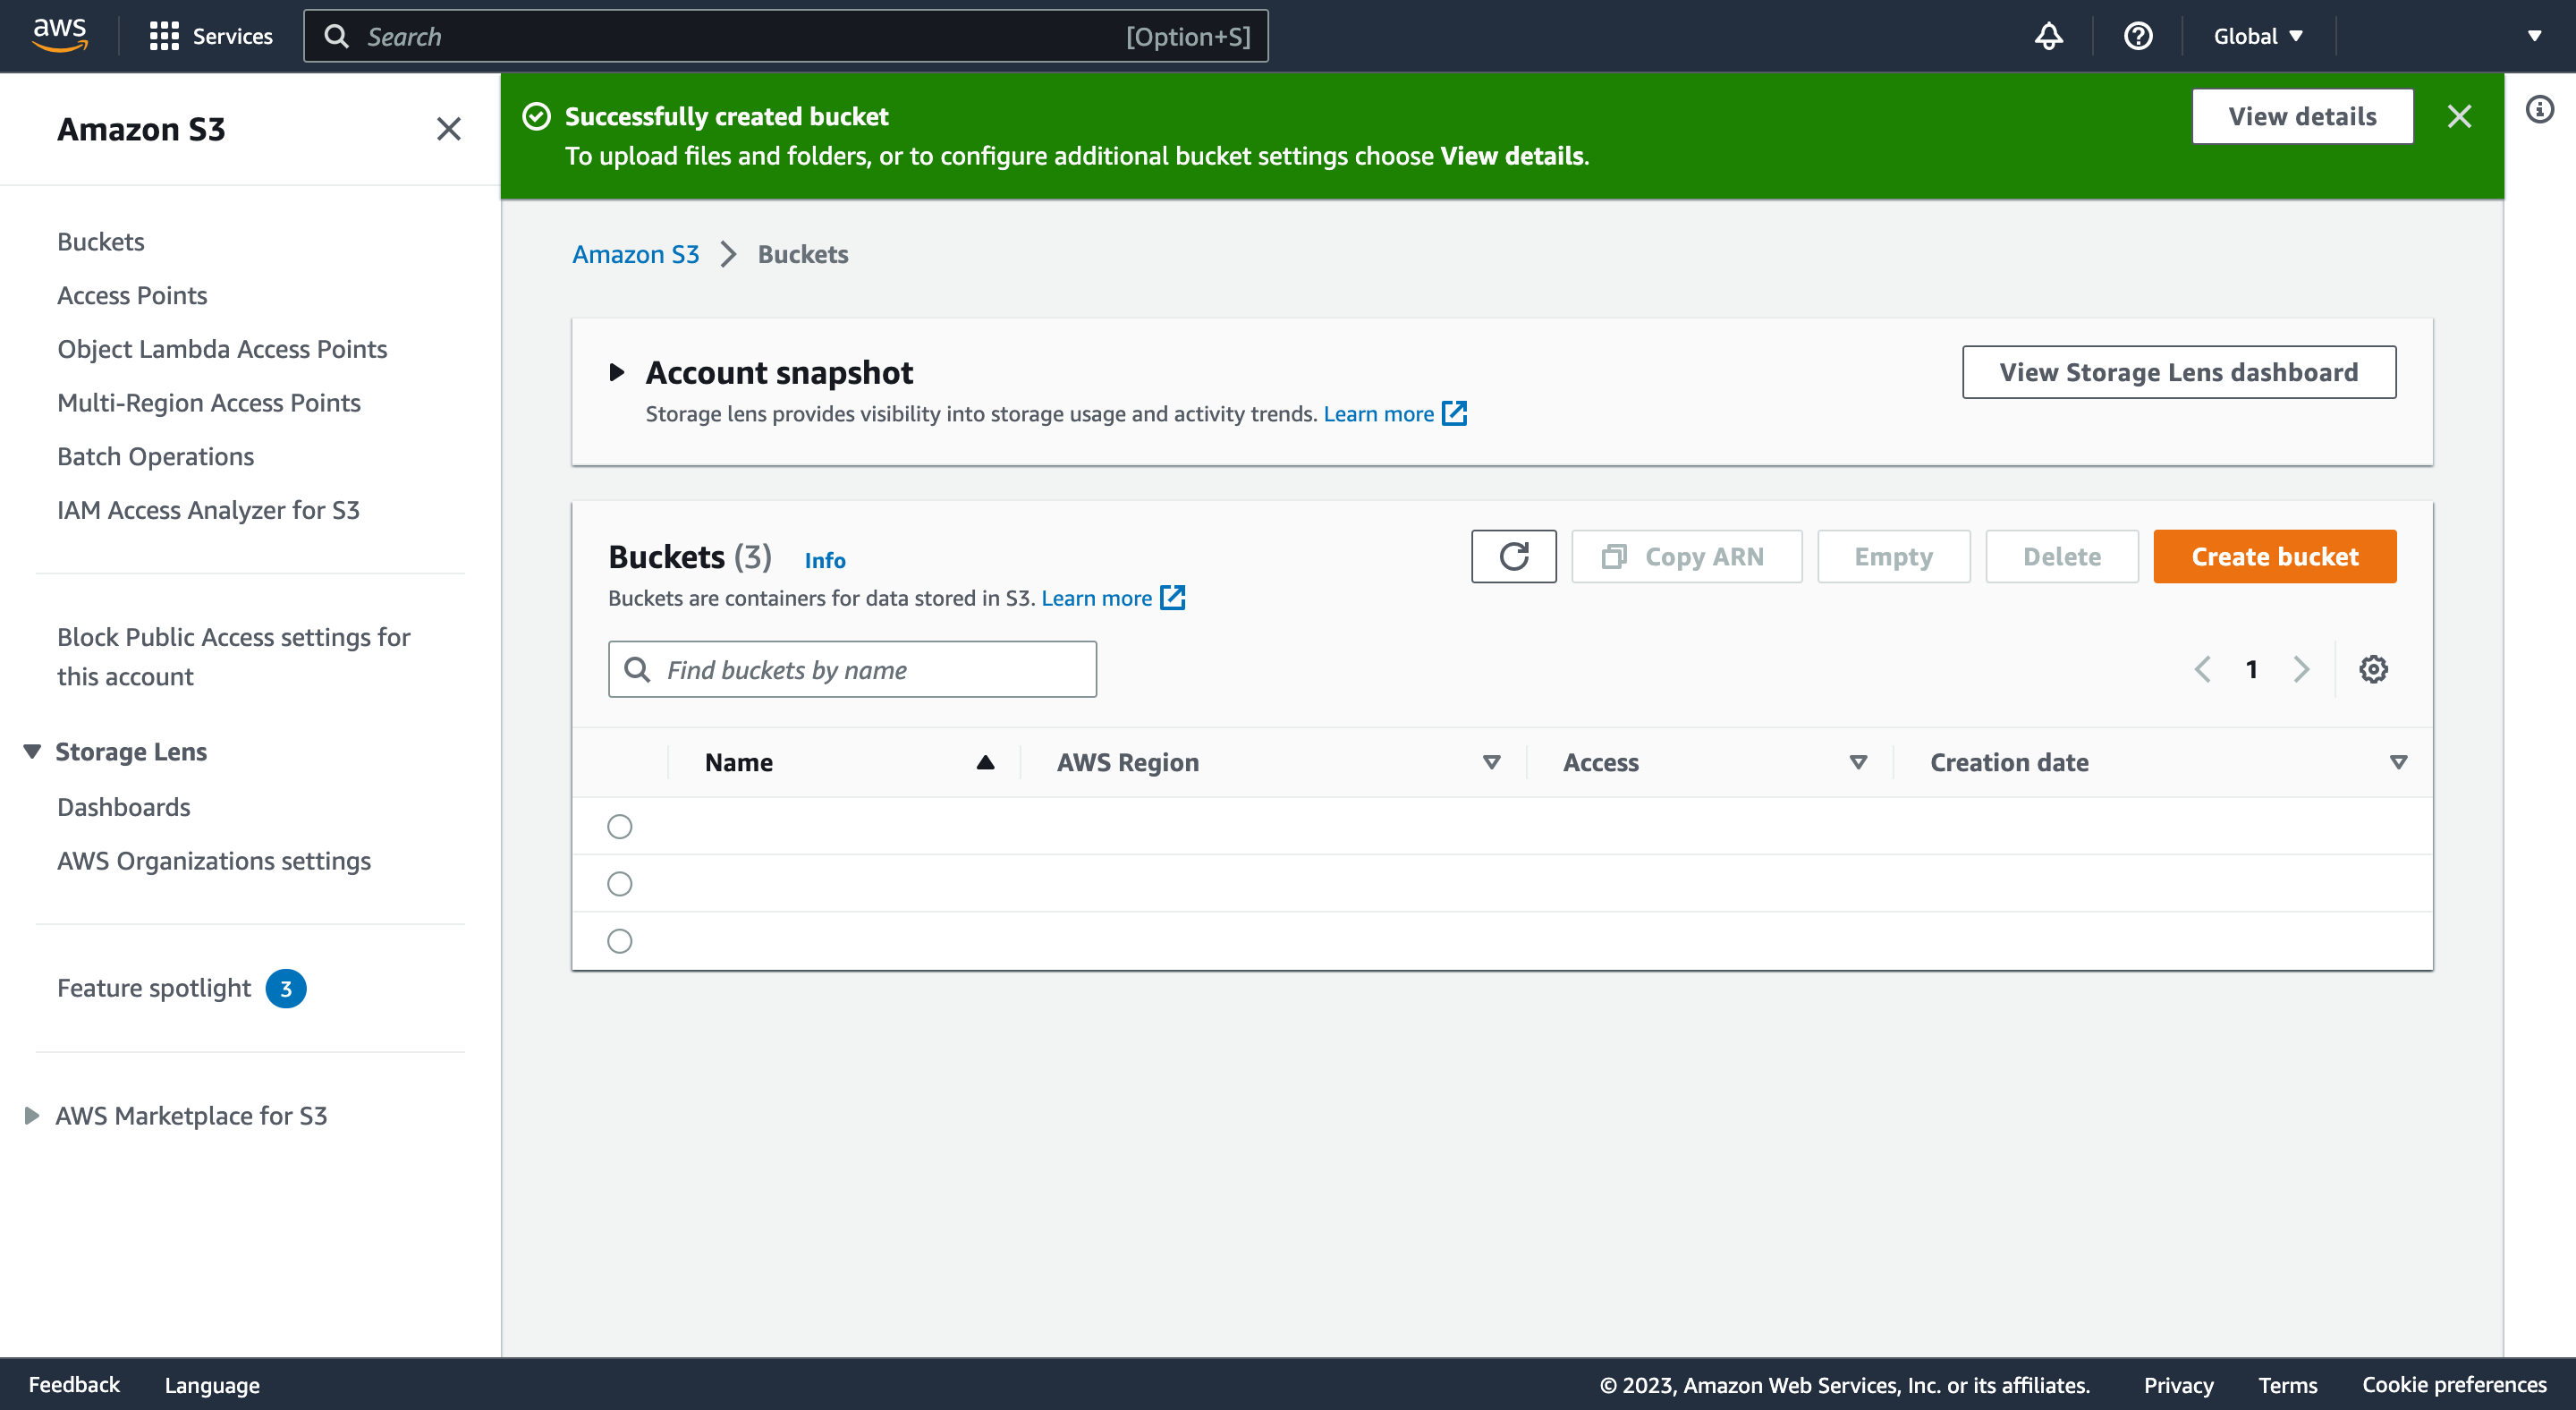 aws
Services
Search
[Option+S]
Global
Amazon S3
Buckets
Access Points
Object Lambda Access Points
Multi-Region Access Points
Batch Operations
IAM Access Analyzer for S3
Block Public Access settings for
this account
Storage Lens
Dashboards
AWS Organizations settings
Feature spotlight 3
AWS Marketplace for S3
Successfully created bucket
To upload files and folders, or to configure additional bucket settings choose View details.
View details
Amazon S3 Buckets
Account snapshot
Storage lens provides visibility into storage usage and activity trends. Learn more
View Storage Lens dashboard
Buckets (3) Info
Buckets are containers for data stored in S3. Learn more
Copy ARN
Empty
Delete
Create bucket
Find buckets by name
1
Name AWS Region Access Creation date
Feedback Language © 2023, Amazon Web Services, Inc. or its affiliates. Privacy Terms Cookie preferences